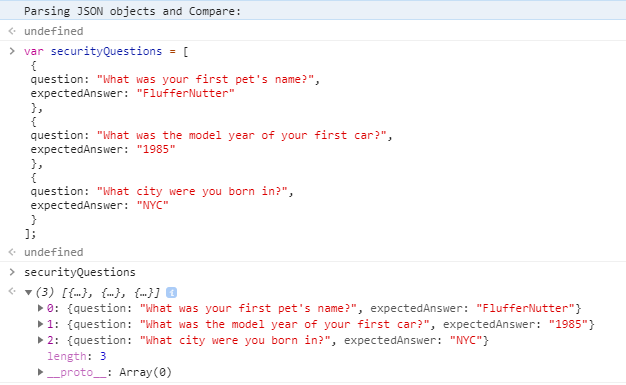 Parsing JSON objects and Compare:
undefined
var securityQuestions = [
{
question: "What was your first pet's name?",
expectedAnswer: "FlufferNutter"
},
{
question: "What was the model year of your first car?",
expectedAnswer: "1985"
},
{
question: "What city were you born in?",
expectedAnswer: "NYC"
}
];
undefined
securityQuestions
(3) [{…}, {…}, {…}] i
0: {question: "What was your first pet's name?", expectedAnswer: "FlufferNutter"}
1: {question: "What was the model year of your first car?", expectedAnswer: "1985"}
2: {question: "What city were you born in?", expectedAnswer: "NYC"}
length: 3
__proto__: Array(0)